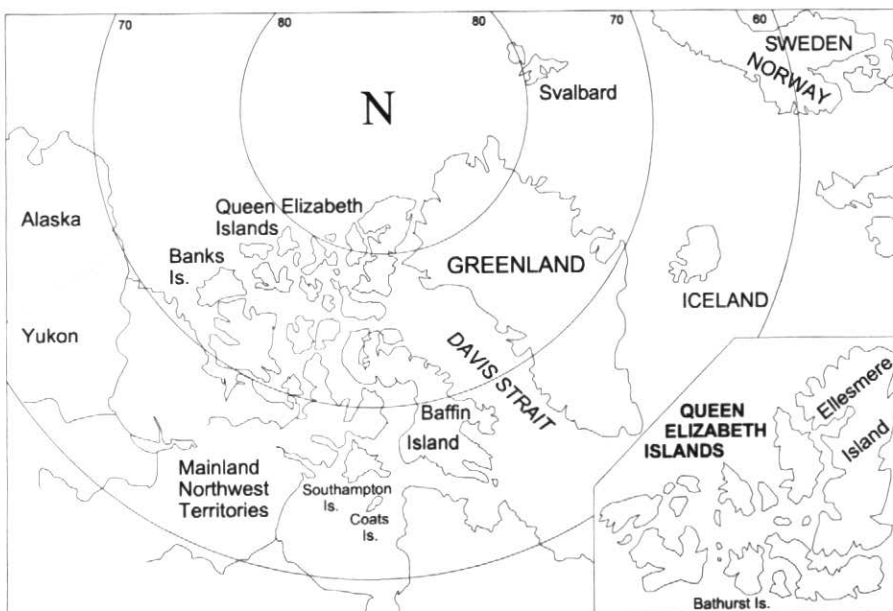 70
80
80
70
60
SWEDEN
NORWAY
Svalbard
N
Alaska
Queen Elizabeth
Islands
Banks
Is.
GREENLAND
ICELAND
Yukon
DAVIS STRAIT
Baffin
Island
Mainland
Northwest
Territories
Southampton
Is.
Coats
Is.
QUEEN
ELIZABETH
ISLANDS
Ellesmere
Island
Bathurst Is.